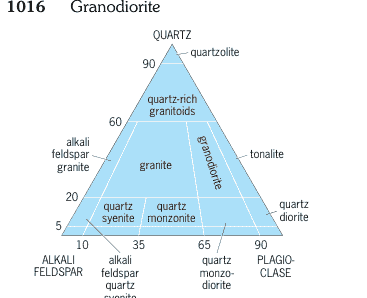 1016 Granodiorite
QUARTZ
quartzolite
90
quartz-rich
granitoids
60
alkali
feldspar
granite
granodiorite
tonalite
granite
20
quartz
syenite
quartz
monzonite
quartz
diorite
5
10
35
65
90
ALKALI
FELDSPAR
alkali
feldspar
quartz
syenite
quartz
monzo-
diorite
PLAGIO-
CLASE